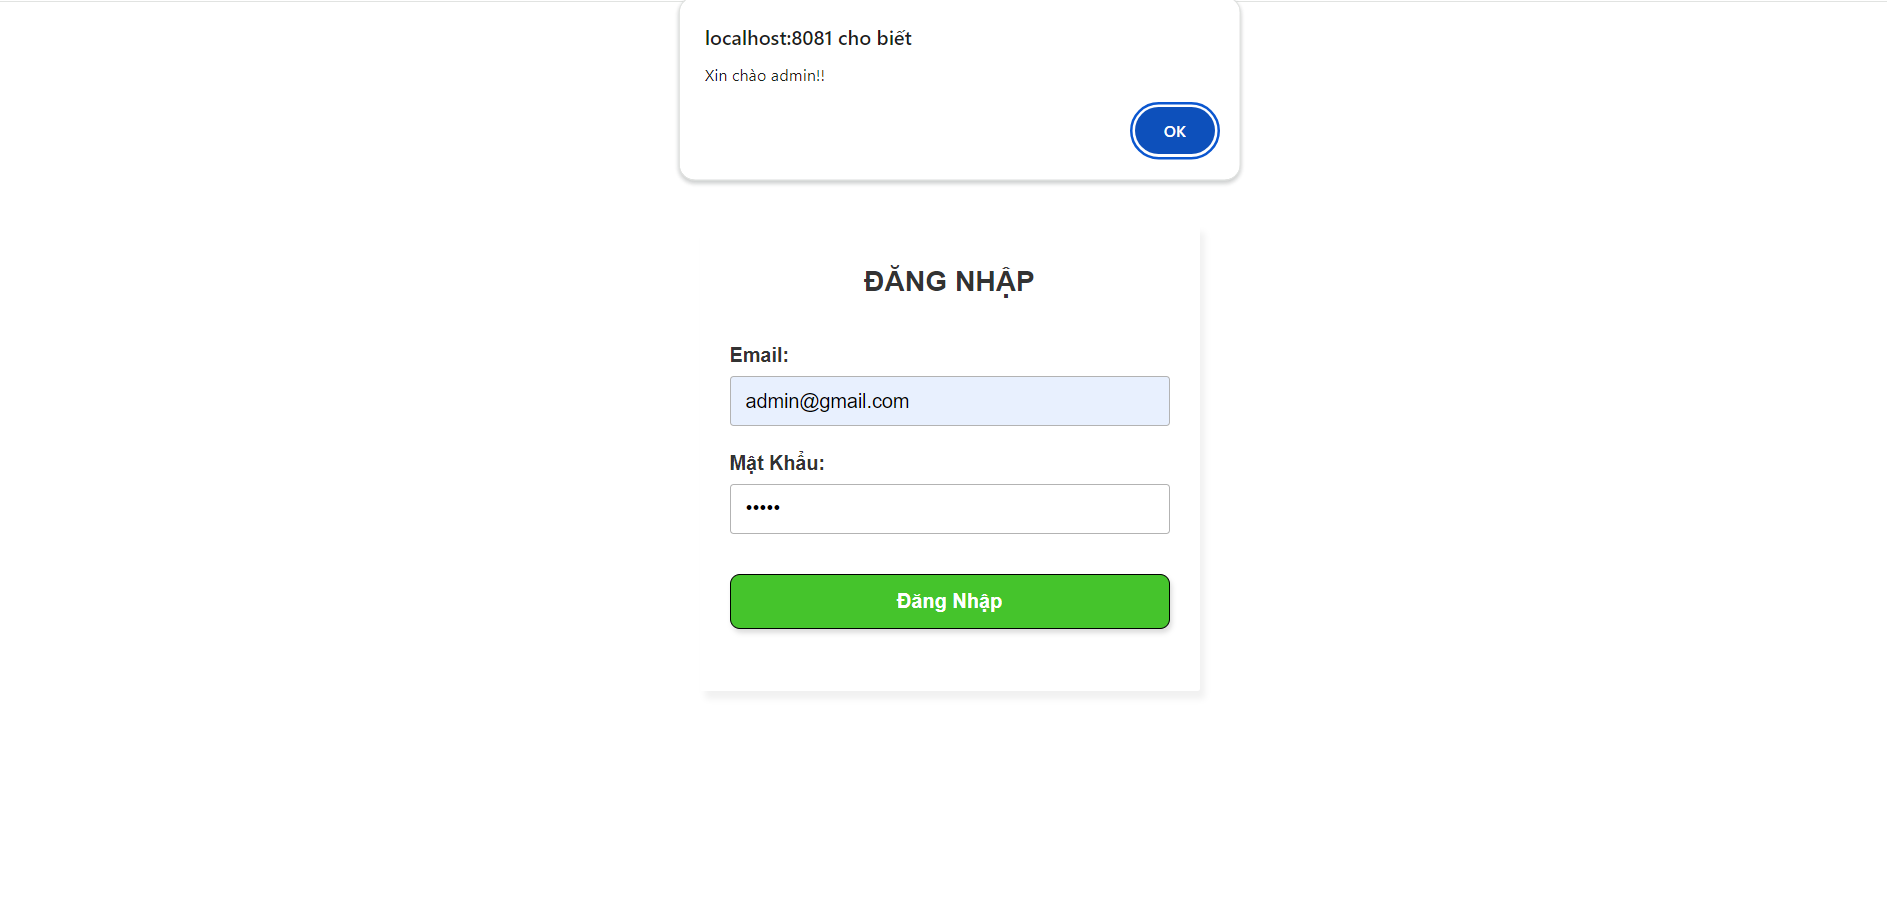 localhost:8081 cho biết
Xin chào admin!!
OK
ĐĂNG NHẬP
Email:
admin@gmail.com
Mật Khẩu:
•••••
Đăng Nhập